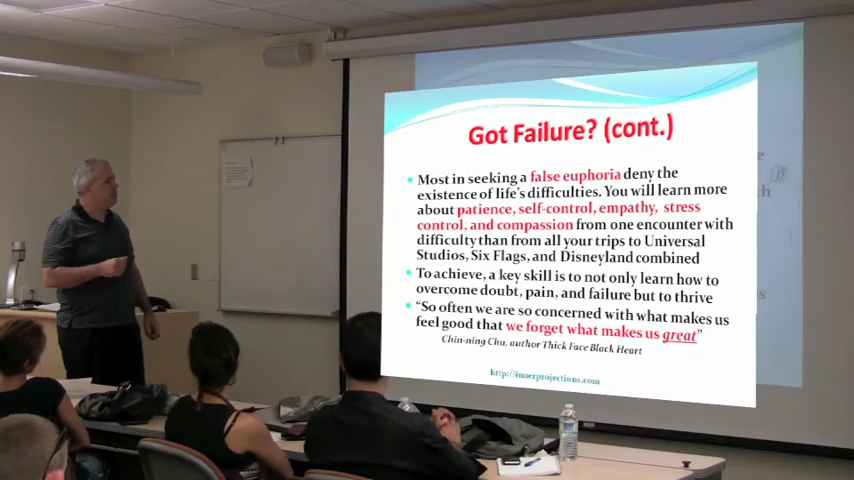 Got Failure? (cont.)
Most in seeking a false euphoria deny the
existence of life's difficulties. You will learn more
about patience, self-control, empathy, stress
control, and compassion from one encounter with
difficulty than from all your trips to Universal
Studios, Six Flags, and Disneyland combined
To achieve, a key skill is to not only learn how to
overcome doubt, pain, and failure but to thrive
"So often we are so concerned with what makes us
feel good that we forget what makes us great"
Chin-ning Chu, author Thick Face Black Heart
http://innerprojections.com